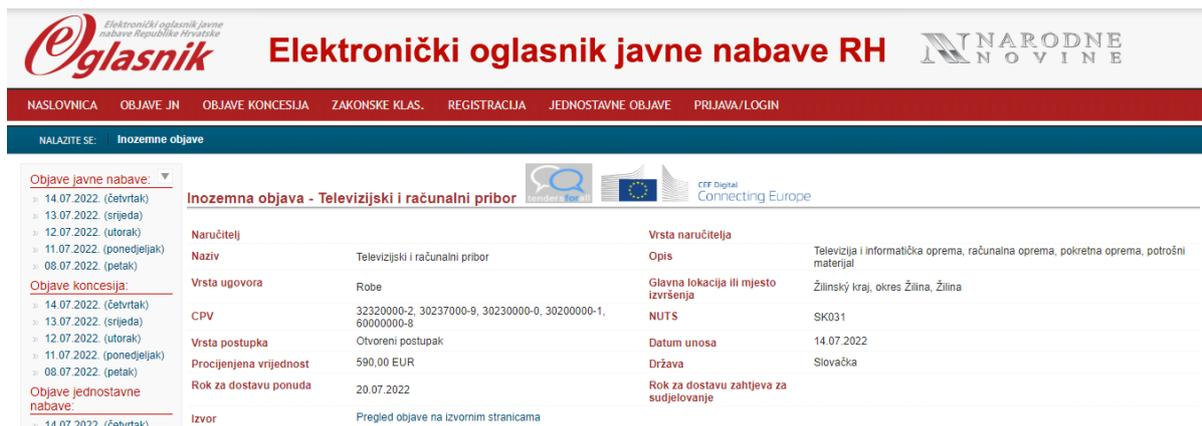 Elektronički oglasnik javne
nabave Republike Hrvatske
eOglasnik
Elektronički oglasnik javne nabave RH
NARODNE
NOVINE
NASLOVNICA OBJAVE JN OBJAVE KONCESIJA ZAKONSKE KLAS. REGISTRACIJA JEDNOSTAVNE OBJAVE PRIJAVA/LOGIN
NALAZITE SE: Inozemne objave
Objave javne nabave:
14.07.2022. (četvrtak)
13.07.2022. (srijeda)
12.07.2022. (utorak)
11.07.2022. (ponedjeljak)
08.07.2022. (petak)
Objave koncesija:
14.07.2022. (četvrtak)
13.07.2022. (srijeda)
12.07.2022. (utorak)
11.07.2022. (ponedjeljak)
08.07.2022. (petak)
Objave jednostavne
nabave:
14.07.2022. (četvrtak)
Inozemna objava - Televizijski i računalni pribor
tenders for all
CEF Digital
Connecting Europe
Naručitelj Vrsta naručitelja
Naziv Televizijski i računalni pribor Opis Televizija i informatička oprema, računalna oprema, pokretna oprema, potrošni
materijal
Vrsta ugovora Robe Glavna lokacija ili mjesto
izvršenja Žilinský kraj, okres Žilina, Žilina
CPV 32320000-2, 30237000-9, 30230000-0, 30200000-1,
60000000-8 NUTS SK031
Vrsta postupka Otvoreni postupak Datum unosa 14.07.2022
Procijenjena vrijednost 590,00 EUR Država Slovačka
Rok za dostavu ponuda 20.07.2022 Rok za dostavu zahtjeva za
sudjelovanje
Izvor Pregled objave na izvornim stranicama